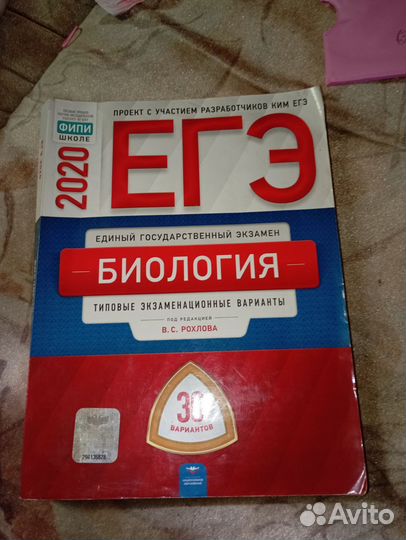 ПРОЕКТ С УЧАСТИЕМ РАЗРАБОТЧИКОВ КИМ ЕГЭ
ФИПИ
ШКОЛЕ
2020
ЕГЭ
ЕДИНЫЙ ГОСУДАРСТВЕННЫЙ ЭКЗАМЕН
БИОЛОГИЯ
ТИПОВЫЕ ЭКЗАМЕНАЦИОННЫЕ ВАРИАНТЫ
ПОД РЕДАКЦИЕЙ
В.С. РОХЛОВА
30
ВАРИАНТОВ
Avito